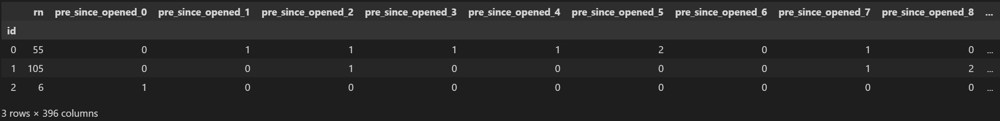 rn pre_since_opened_0 pre_since_opened_1 pre_since_opened_2 pre_since_opened_3 pre_since_opened_4 pre_since_opened_5 pre_since_opened_6 pre_since_opened_7 pre_since_opened_8 ...
id
0 55 0 1 1 1 1 2 0 1 0 ...
1 105 0 0 1 0 0 0 0 1 2 ...
2 6 1 0 0 0 0 0 0 0 0 ...
3 rows × 396 columns